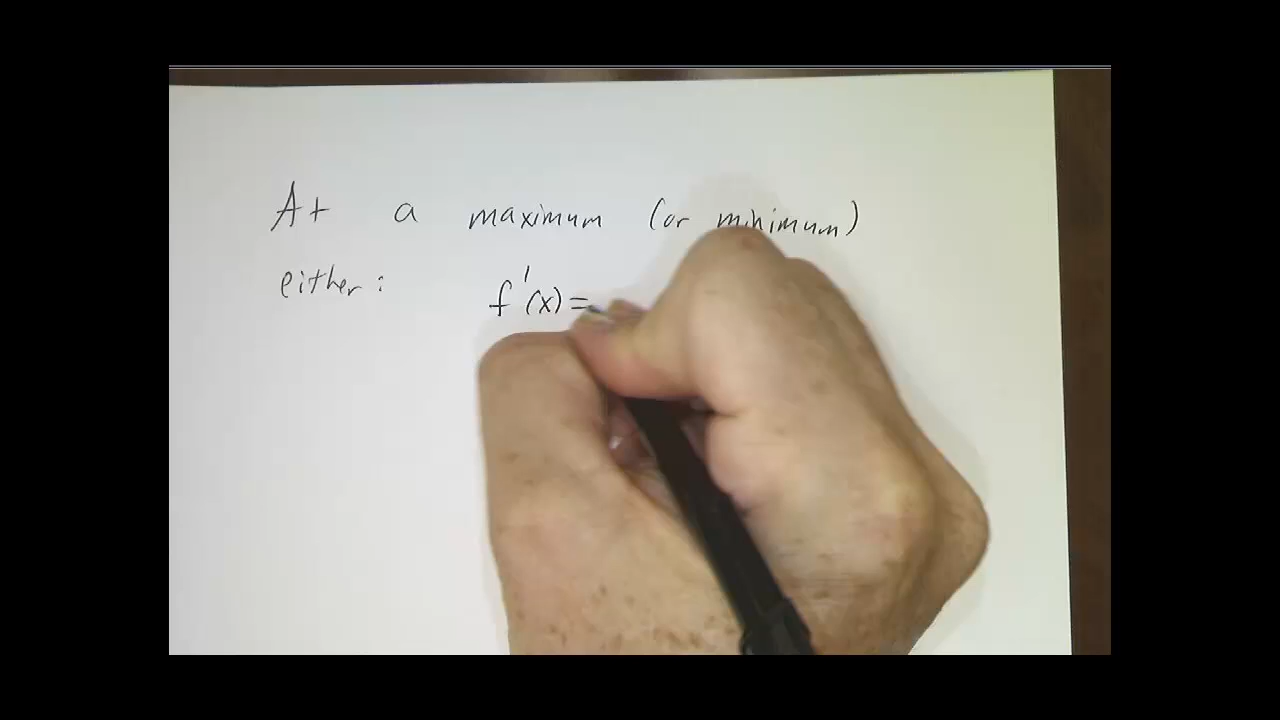 At a maximum (or minimum)
either: f'(x)=